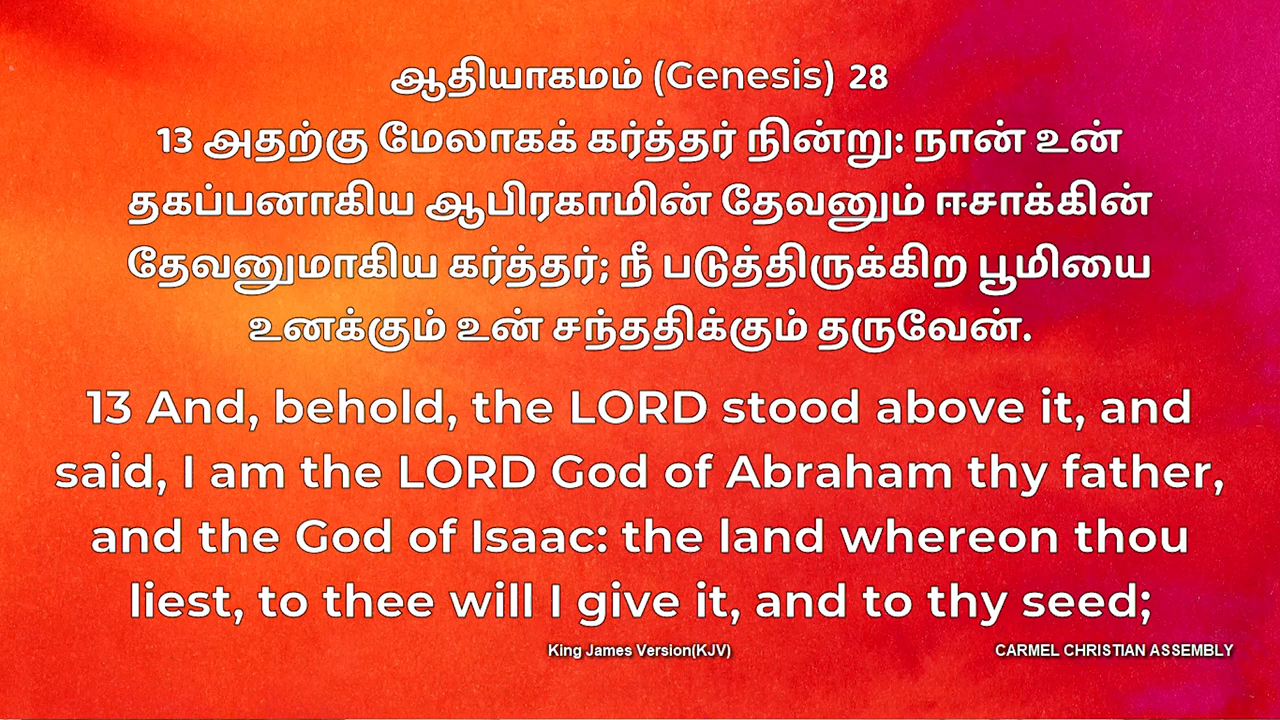 ஆதியாகமம் (Genesis) 28
13 அதற்கு மேலாகக் கர்த்தர் நின்று: நான் உன்
தகப்பனாகிய ஆபிரகாமின் தேவனும் ஈசாக்கின்
தேவனுமாகிய கர்த்தர்; நீ படுத்திருக்கிற பூமியை
உனக்கும் உன் சந்ததிக்கும் தருவேன்.
13 And, behold, the LORD stood above it, and
said, I am the LORD God of Abraham thy father,
and the God of Isaac: the land whereon thou
liest, to thee will I give it, and to thy seed;
King James Version(KJV)
CARMEL CHRISTIAN ASSEMBLY